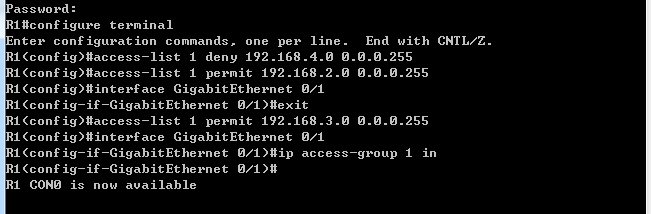 Password:
R1#configure terminal
Enter configuration commands, one per line.  End with CNTL/Z.
R1(config)#access-list 1 deny 192.168.4.0 0.0.0.255
R1(config)#access-list 1 permit 192.168.2.0 0.0.0.255
R1(config)#interface GigabitEthernet 0/1
R1(config-if-GigabitEthernet 0/1)#exit
R1(config)#access-list 1 permit 192.168.3.0 0.0.0.255
R1(config)#interface GigabitEthernet 0/1
R1(config-if-GigabitEthernet 0/1)#ip access-group 1 in
R1(config-if-GigabitEthernet 0/1)#
R1 CON0 is now available